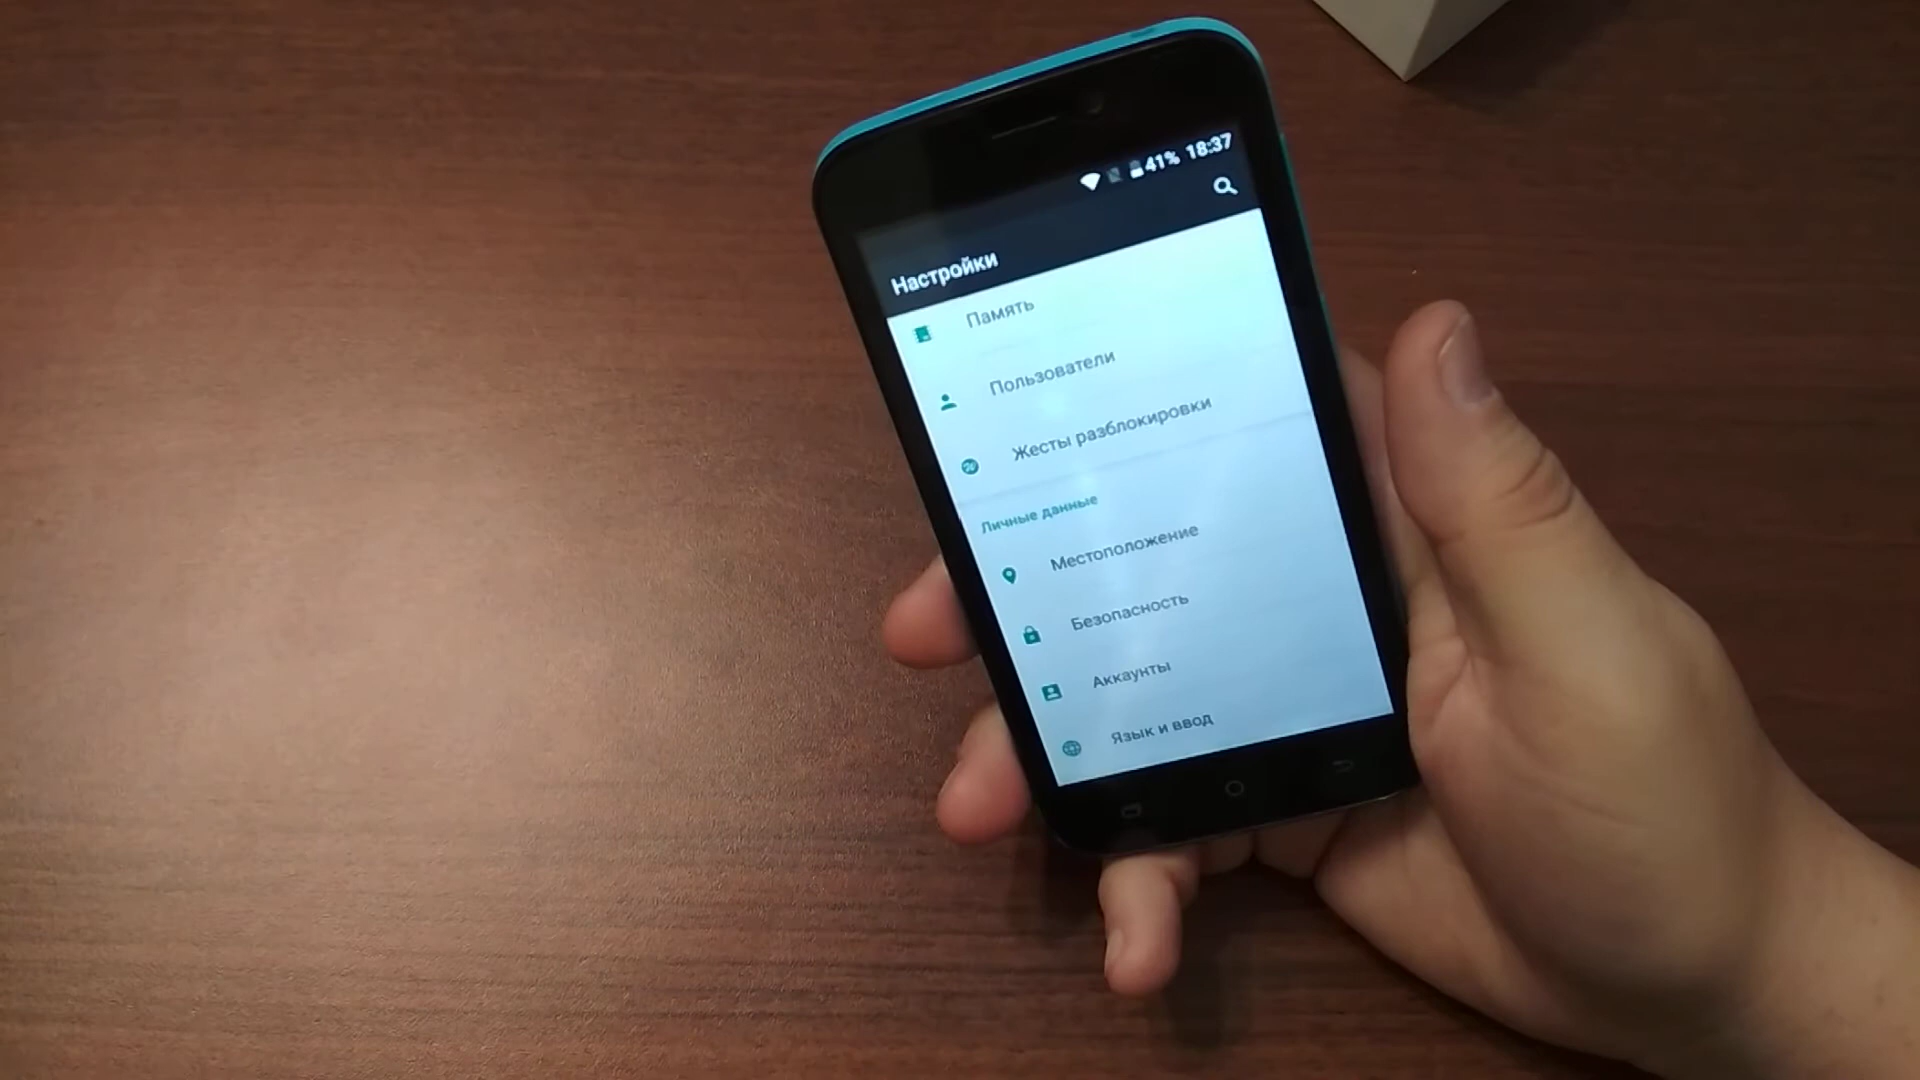 41% 18:37
Настройки
Память
Пользователи
Жесты разблокировки
Личные данные
Местоположение
Безопасность
Аккаунты
Язык и ввод